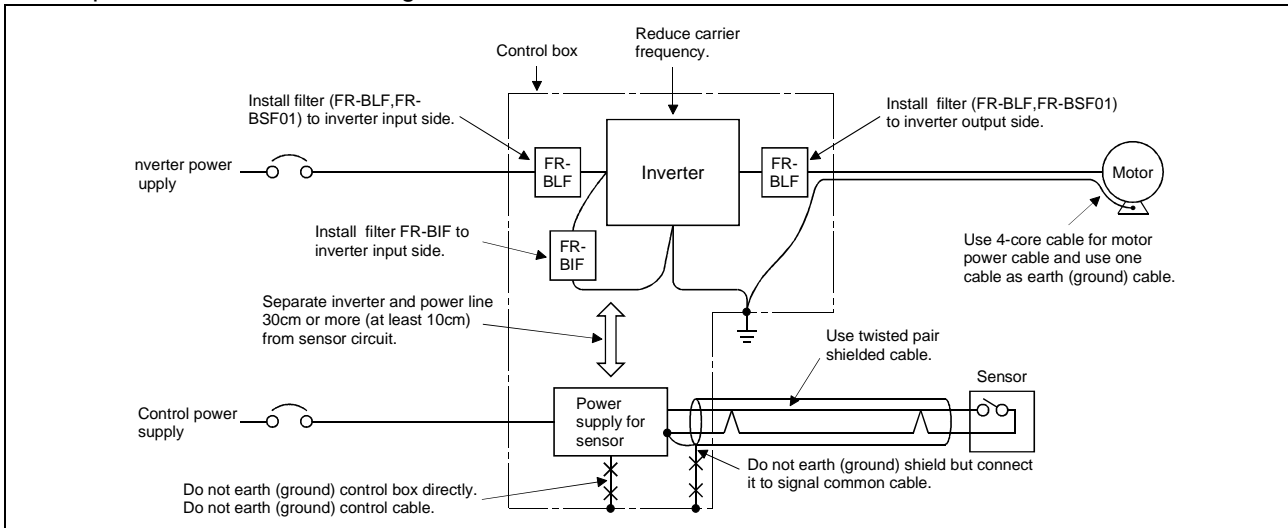 Control box
Reduce carrier
frequency.
Install filter (FR-BLF,FR-
BSF01) to inverter input side.
Install filter (FR-BLF,FR-BSF01)
to inverter output side.
nverter power
upply
FR-
BLF
Inverter
FR-
BLF
Motor
Install filter FR-BIF to
inverter input side.
FR-
BIF
Use 4-core cable for motor
power cable and use one
cable as earth (ground) cable.
Separate inverter and power line
30cm or more (at least 10cm)
from sensor circuit.
Use twisted pair
shielded cable.
Sensor
Control power
supply
Power
supply for
sensor
Do not earth (ground) shield but connect
it to signal common cable.
Do not earth (ground) control box directly.
Do not earth (ground) control cable.